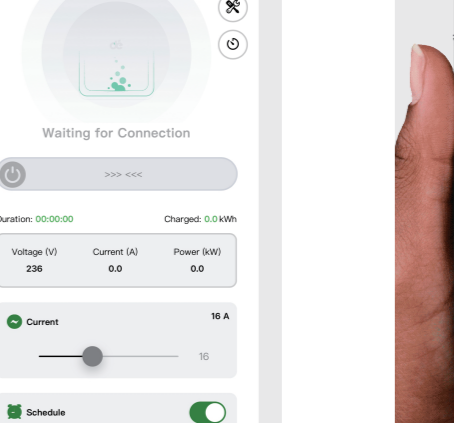 Waiting for Connection
>>> <<<
Duration: 00:00:00 Charged: 0.0 kWh
Voltage (V) Current (A) Power (kW)
236 0.0 0.0
Current 16 A
16
Schedule